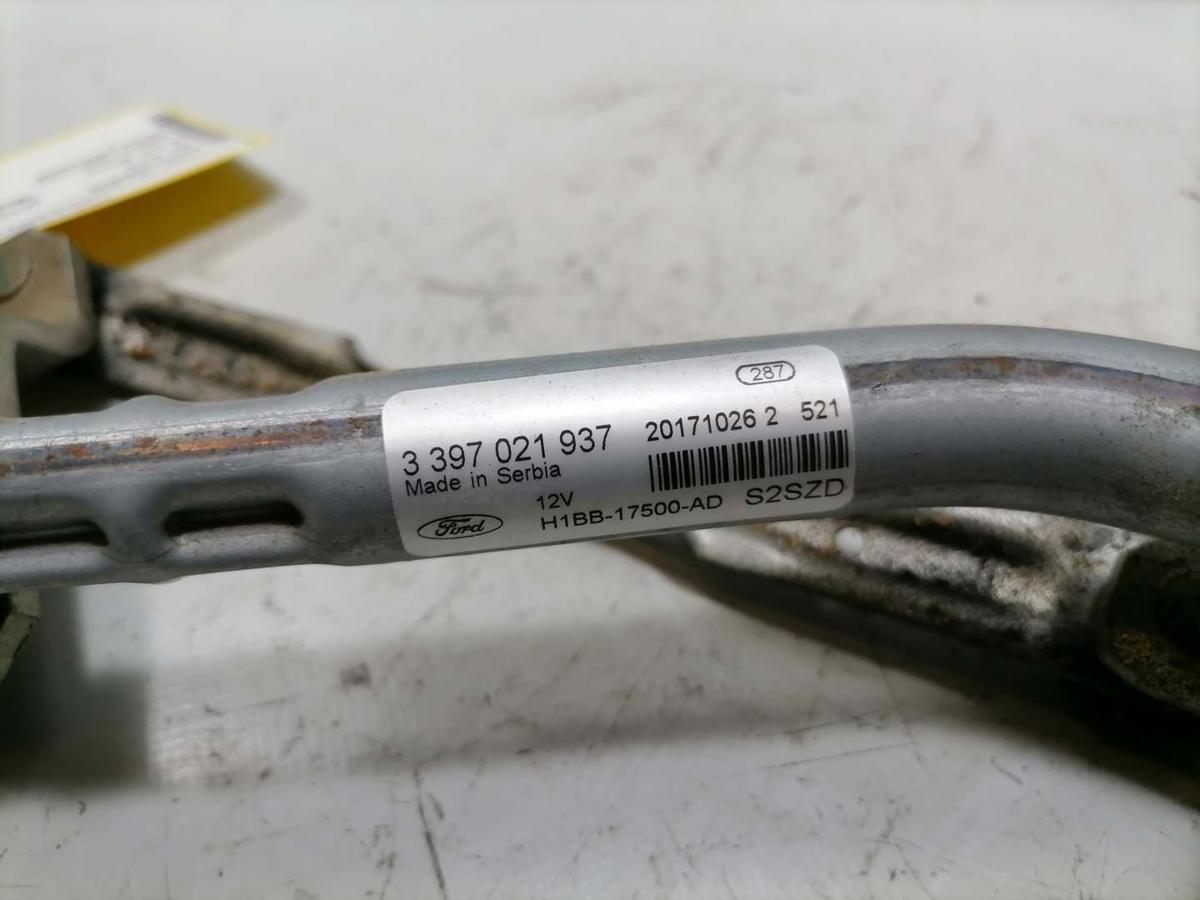 287
3 397 021 937 20171026 2 521
Made in Serbia
12V
Ford H1BB-17500-AD S2SZD